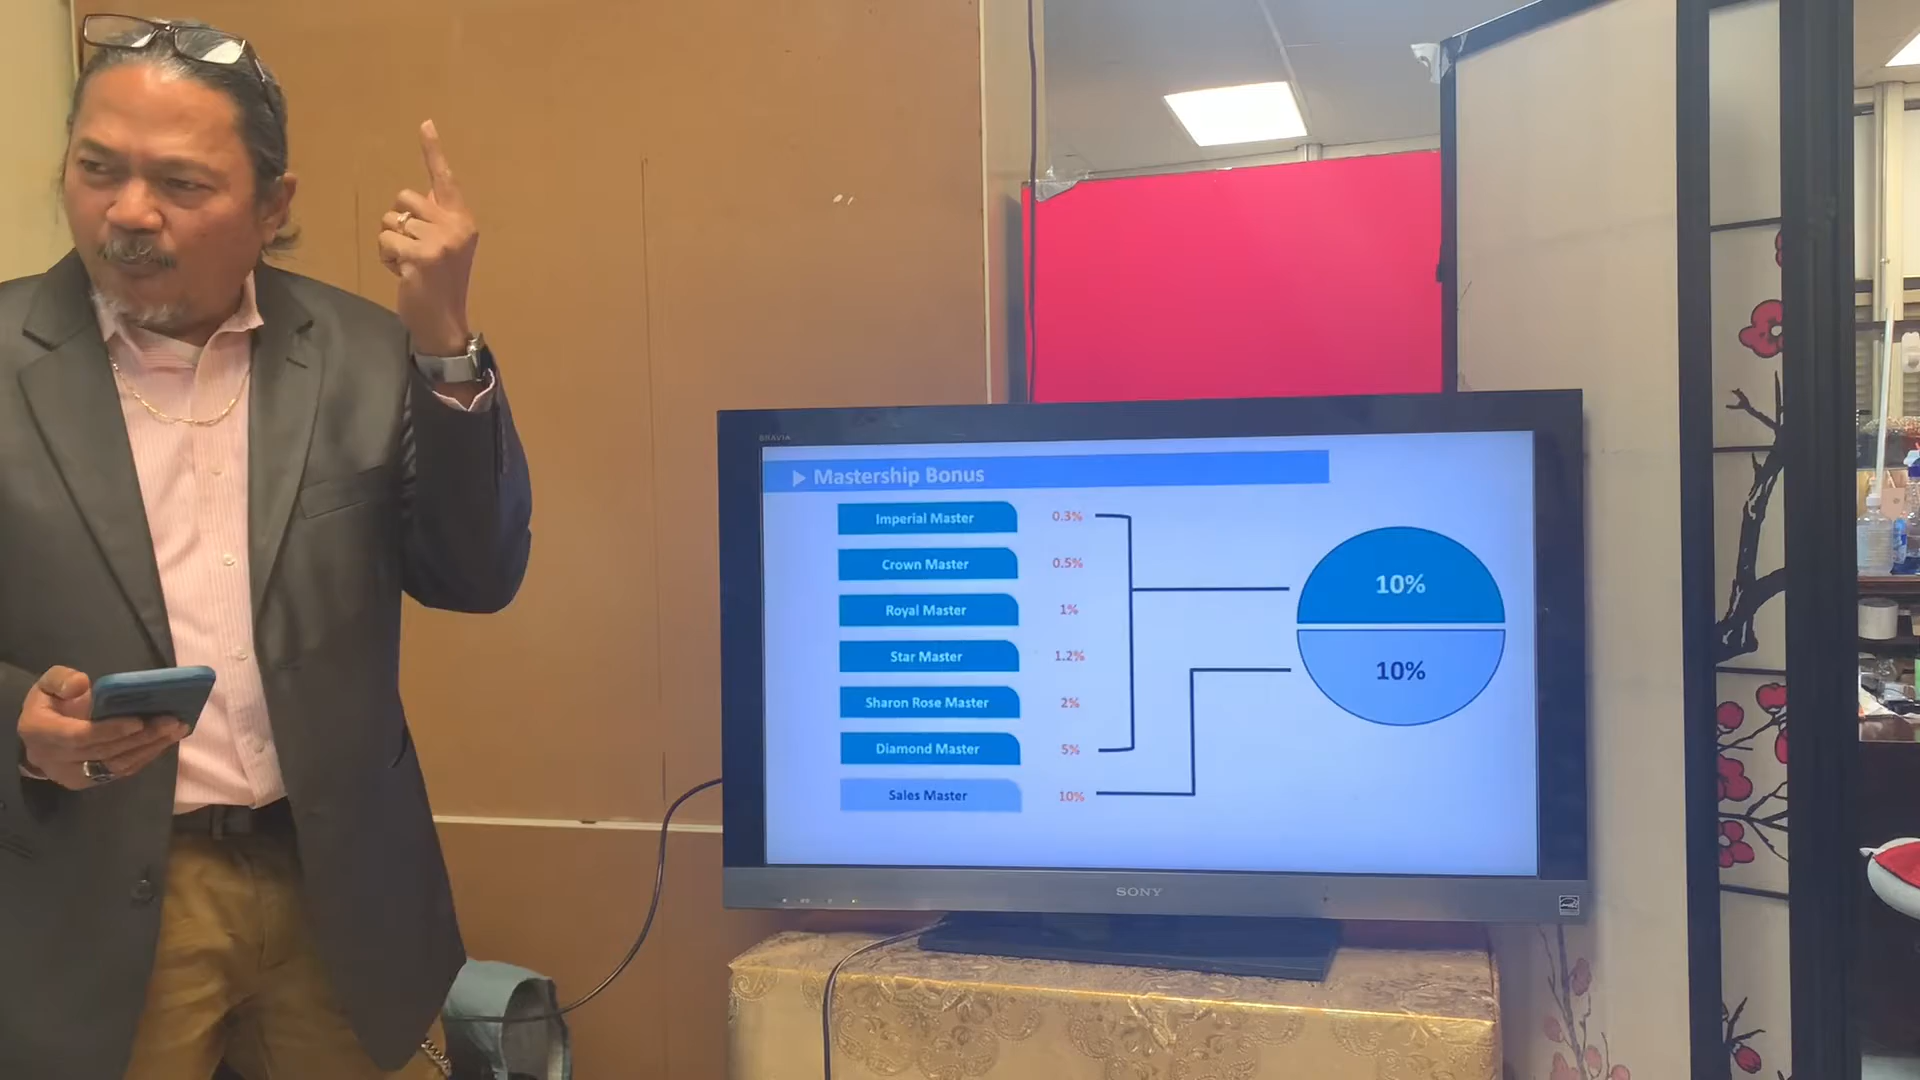 BRAVIA
Mastership Bonus
Imperial Master 0.3%
Crown Master 0.5%
Royal Master 1%
Star Master 1.2%
Sharon Rose Master 2%
Diamond Master 5%
Sales Master 10%
10%
10%
SONY